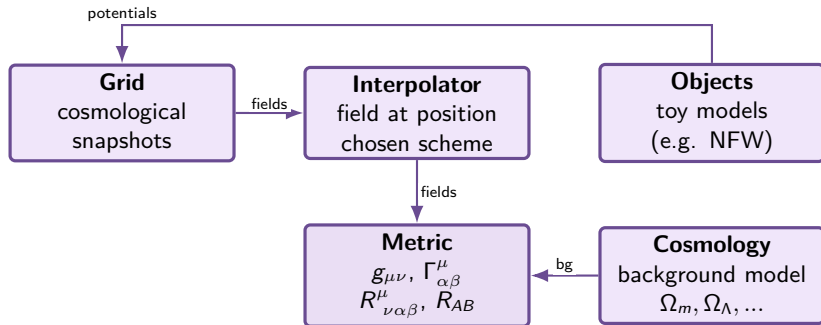 potentials
Grid
cosmological
snapshots
fields
Interpolator
field at position
chosen scheme
Objects
toy models
(e.g. NFW)
fields
Metric
g_{μν}, Γ^μ_{αβ}
R^μ_{ναβ}, R_{AB}
bg
Cosmology
background model
Ω_m, Ω_Λ, ...